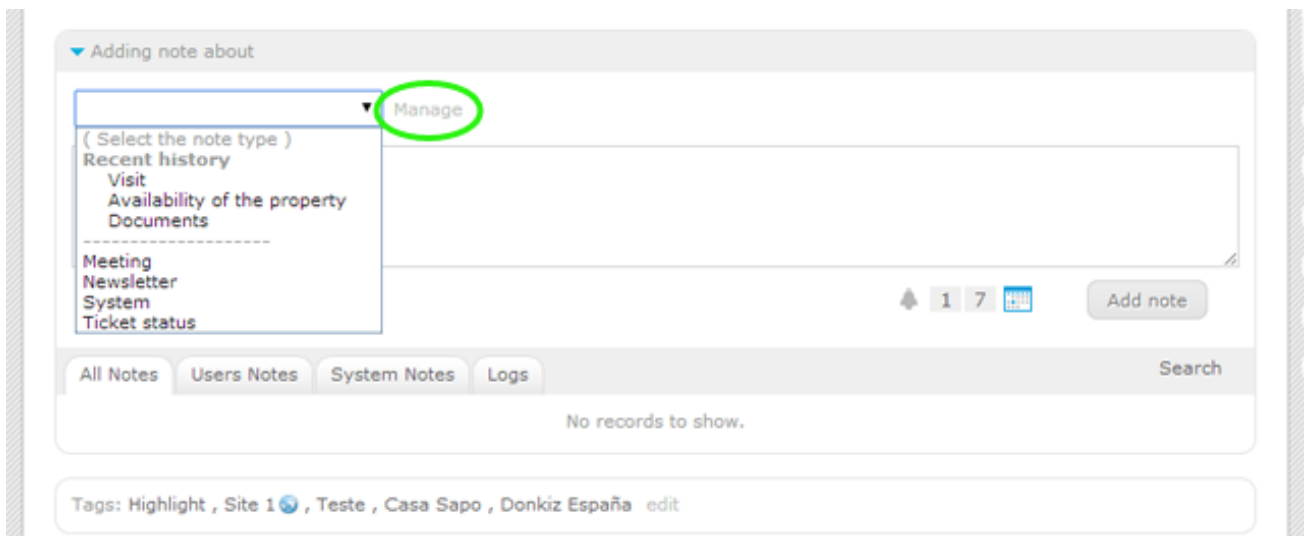 Adding note about
Manage
( Select the note type )
Recent history
Visit
Availability of the property
Documents
---------------------
Meeting
Newsletter
System
Ticket status
1 7 Add note
All Notes Users Notes System Notes Logs Search
No records to show.
Tags: Highlight , Site 1 , Teste , Casa Sapo , Donkiz España edit